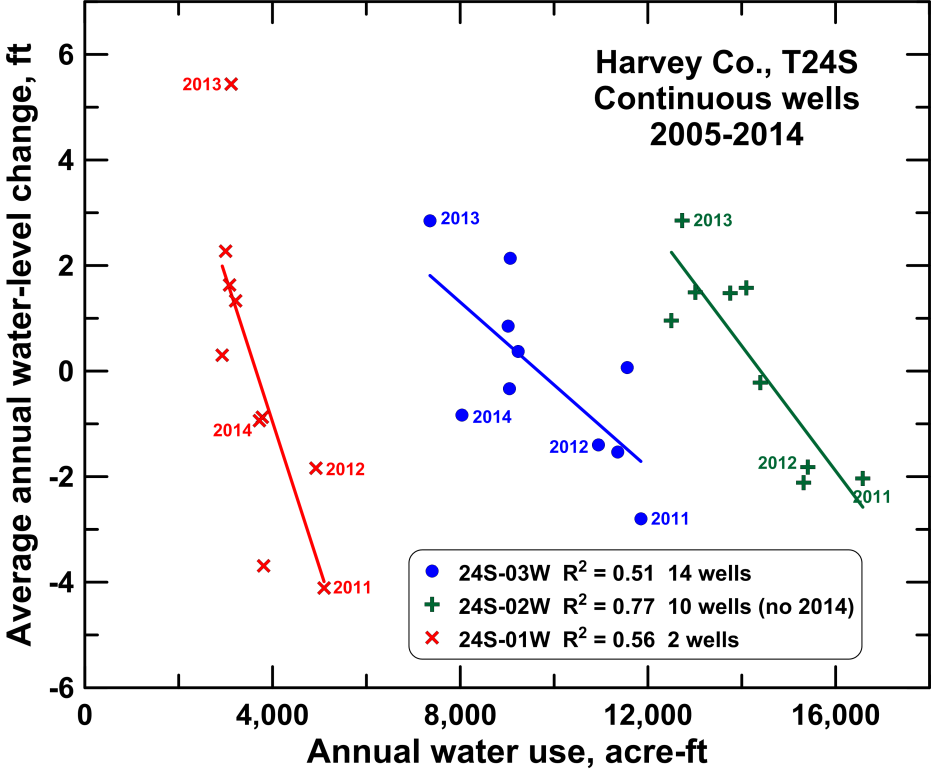 Harvey Co., T24S
Continuous wells
2005-2014
Average annual water-level change, ft
6
4
2
0
-2
-4
-6
2013
2014
2012
2011
2013
2014
2012
2011
2013
2012
2011
24S-03W R² = 0.51 14 wells
24S-02W R² = 0.77 10 wells (no 2014)
24S-01W R² = 0.56 2 wells
0 4,000 8,000 12,000 16,000
Annual water use, acre-ft